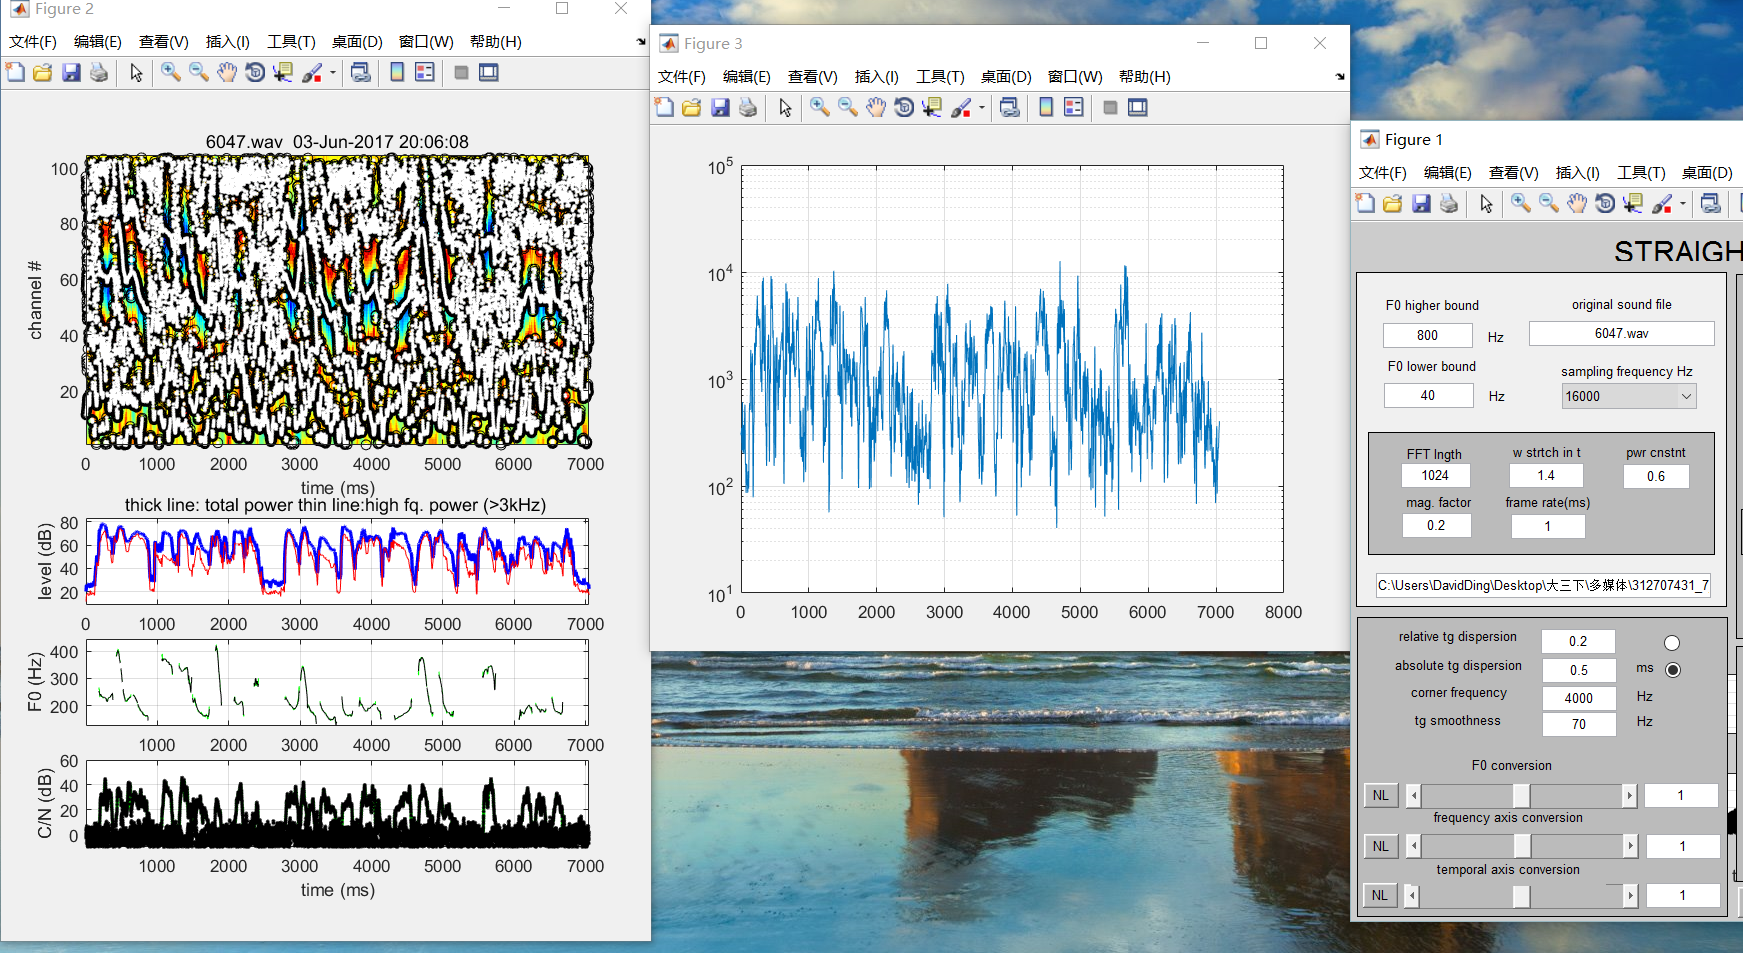 Figure 2
文件(F) 编辑(E) 查看(V) 插入(I) 工具(T) 桌面(D) 窗口(W) 帮助(H)
6047.wav 03-Jun-2017 20:06:08
100
80
60
40
20
channel #
0 1000 2000 3000 4000 5000 6000 7000
time (ms)
thick line: total power thin line:high fq. power (>3kHz)
80
60
40
20
level (dB)
0 1000 2000 3000 4000 5000 6000 7000
400
300
200
F0 (Hz)
1000 2000 3000 4000 5000 6000 7000
60
40
20
0
C/N (dB)
1000 2000 3000 4000 5000 6000 7000
time (ms)
Figure 3
文件(F) 编辑(E) 查看(V) 插入(I) 工具(T) 桌面(D) 窗口(W) 帮助(H)
10^5
10^4
10^3
10^2
10^1
0 1000 2000 3000 4000 5000 6000 7000 8000
Figure 1
文件(F) 编辑(E) 查看(V) 插入(I) 工具(T) 桌面(D)
STRAIGH
F0 higher bound
800 Hz
F0 lower bound
40 Hz
original sound file
6047.wav
sampling frequency Hz
16000
FFT lngth w strtch in t pwr cnstnt
1024 1.4 0.6
mag. factor frame rate(ms)
0.2 1
C:\Users\DavidDing\Desktop\大三下\多媒体\312707431_7
relative tg dispersion 0.2
absolute tg dispersion 0.5 ms
corner frequency 4000 Hz
tg smoothness 70 Hz
F0 conversion
NL 1
frequency axis conversion
NL 1
temporal axis conversion
NL 1